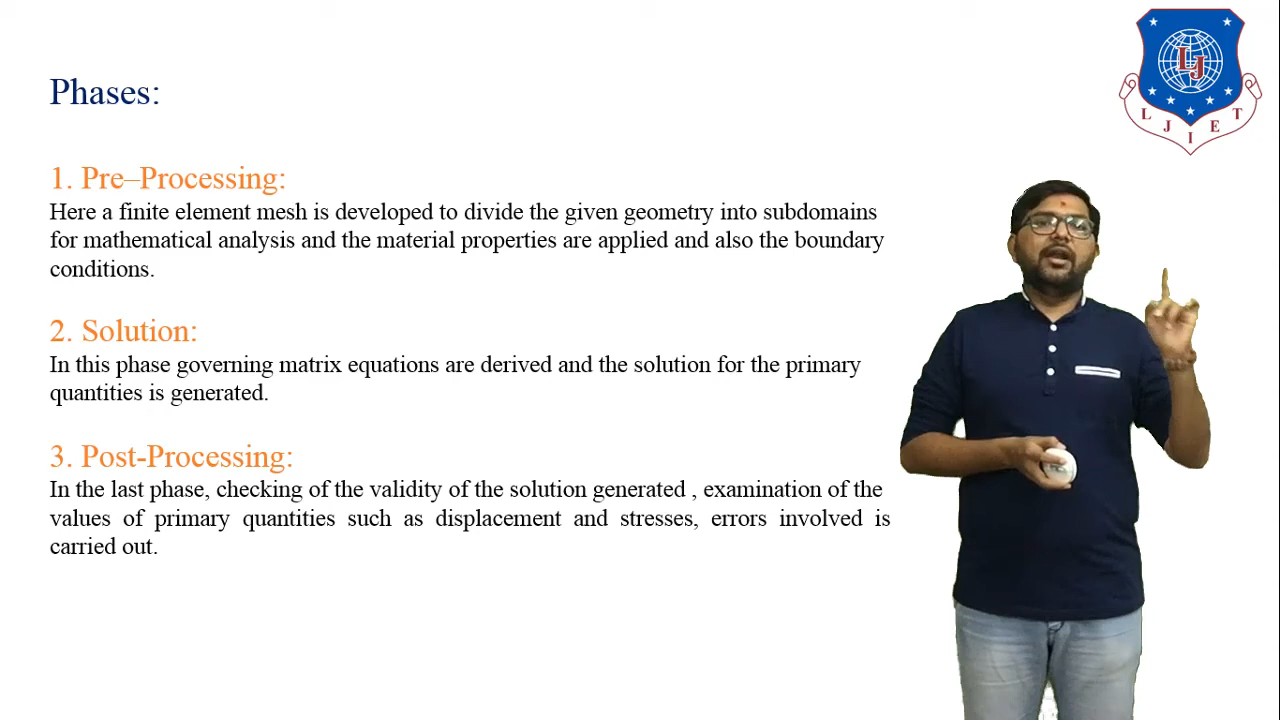 Phases:
1. Pre–Processing:
Here a finite element mesh is developed to divide the given geometry into subdomains
for mathematical analysis and the material properties are applied and also the boundary
conditions.
2. Solution:
In this phase governing matrix equations are derived and the solution for the primary
quantities is generated.
3. Post-Processing:
In the last phase, checking of the validity of the solution generated , examination of the
values of primary quantities such as displacement and stresses, errors involved is
carried out.
LJ
L J I E T